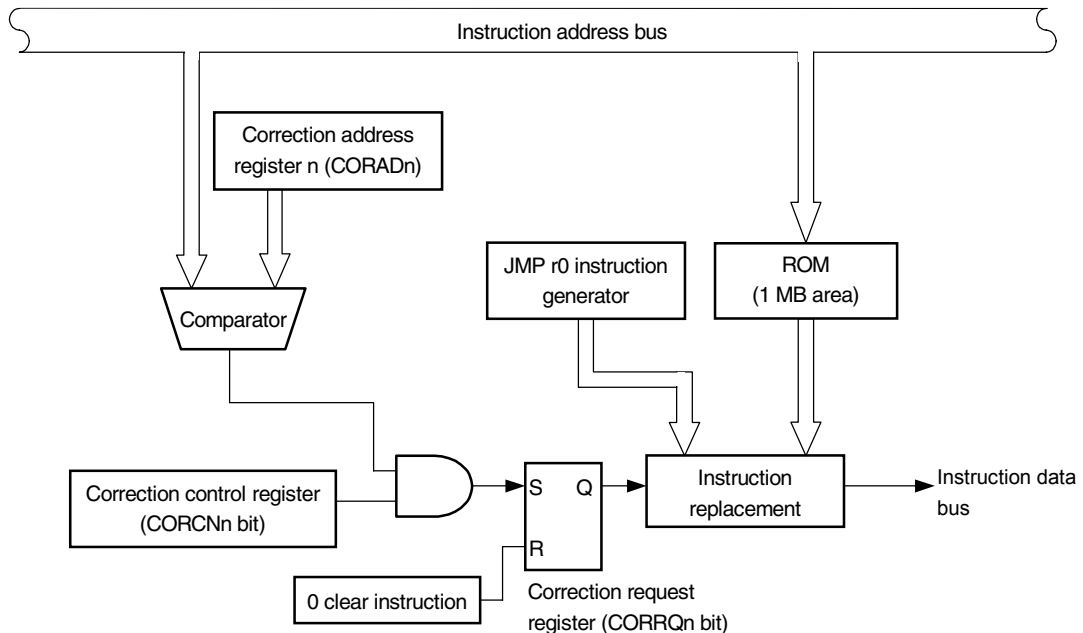 Instruction address bus
Correction address
register n (CORADn)
JMP r0 instruction
generator
ROM
(1 MB area)
Comparator
Correction control register
(CORCNn bit)
S
Q
R
Instruction
replacement
Instruction data
bus
0 clear instruction
Correction request
register (CORRQn bit)